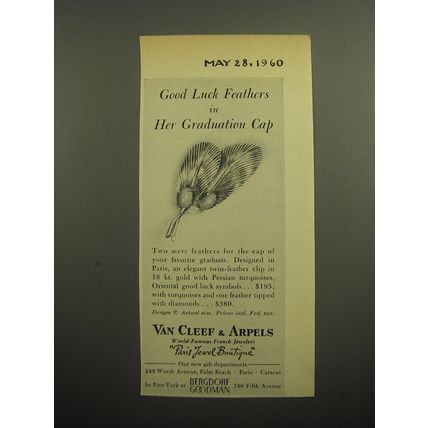 MAY 28, 1960
Good Luck Feathers
in
Her Graduation Cap
Two more feathers for the cap of
your favorite graduate. Designed in
Paris, an elegant twin-feather clip in
18 kt. gold with Persian turquoises,
Oriental good luck symbols . . . $195;
with turquoises and one feather tipped
with diamonds . . . $380.
Design © Actual size. Prices incl. Fed. tax.
VAN CLEEF & ARPELS
World-Famous French Jewelers
"Paris Jewel Boutique"
Our new gift departments
249 Worth Avenue, Palm Beach · Paris · Caracas
In New York at BERGDORF GOODMAN 746 Fifth Avenue